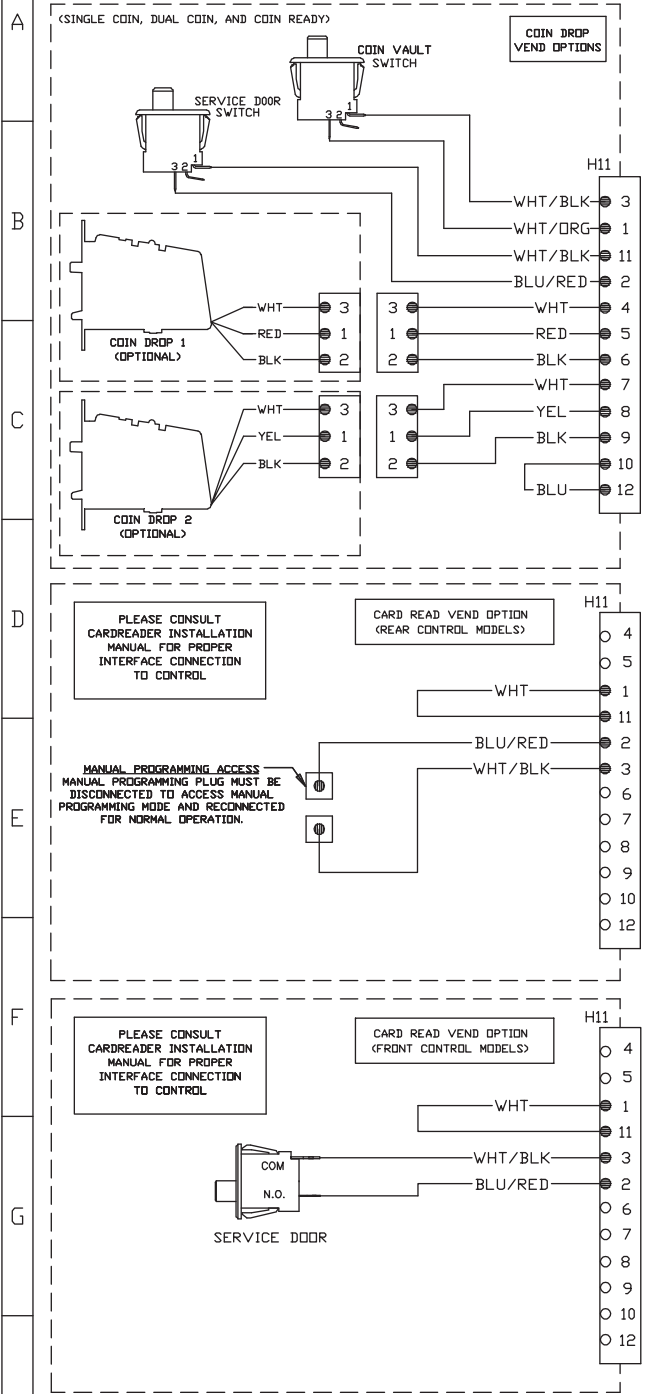 A
(SINGLE COIN, DUAL COIN, AND COIN READY)
COIN DROP
VEND OPTIONS
COIN VAULT
SWITCH
1
3 2
SERVICE DOOR
SWITCH
1
3 2
H11
B
WHT/BLK 3
WHT/ORG 1
WHT/BLK 11
BLU/RED 2
WHT 3 3 WHT 4
RED 1 1 RED 5
BLK 2 2 BLK 6
COIN DROP 1
(OPTIONAL)
C
WHT 7
WHT 3 3
YEL 8
YEL 1 1
BLK 9
BLK 2 2
10
BLU 12
COIN DROP 2
(OPTIONAL)
D
H11
PLEASE CONSULT
CARDREADER INSTALLATION
MANUAL FOR PROPER
INTERFACE CONNECTION
TO CONTROL
CARD READ VEND OPTION
(REAR CONTROL MODELS)
4
5
WHT 1
11
BLU/RED 2
WHT/BLK 3
MANUAL PROGRAMMING ACCESS
MANUAL PROGRAMMING PLUG MUST BE
DISCONNECTED TO ACCESS MANUAL
PROGRAMMING MODE AND RECONNECTED
FOR NORMAL OPERATION.
E
6
7
8
9
10
12
F
H11
PLEASE CONSULT
CARDREADER INSTALLATION
MANUAL FOR PROPER
INTERFACE CONNECTION
TO CONTROL
CARD READ VEND OPTION
(FRONT CONTROL MODELS)
4
5
WHT 1
11
COM WHT/BLK 3
N.O. BLU/RED 2
G
SERVICE DOOR
6
7
8
9
10
12